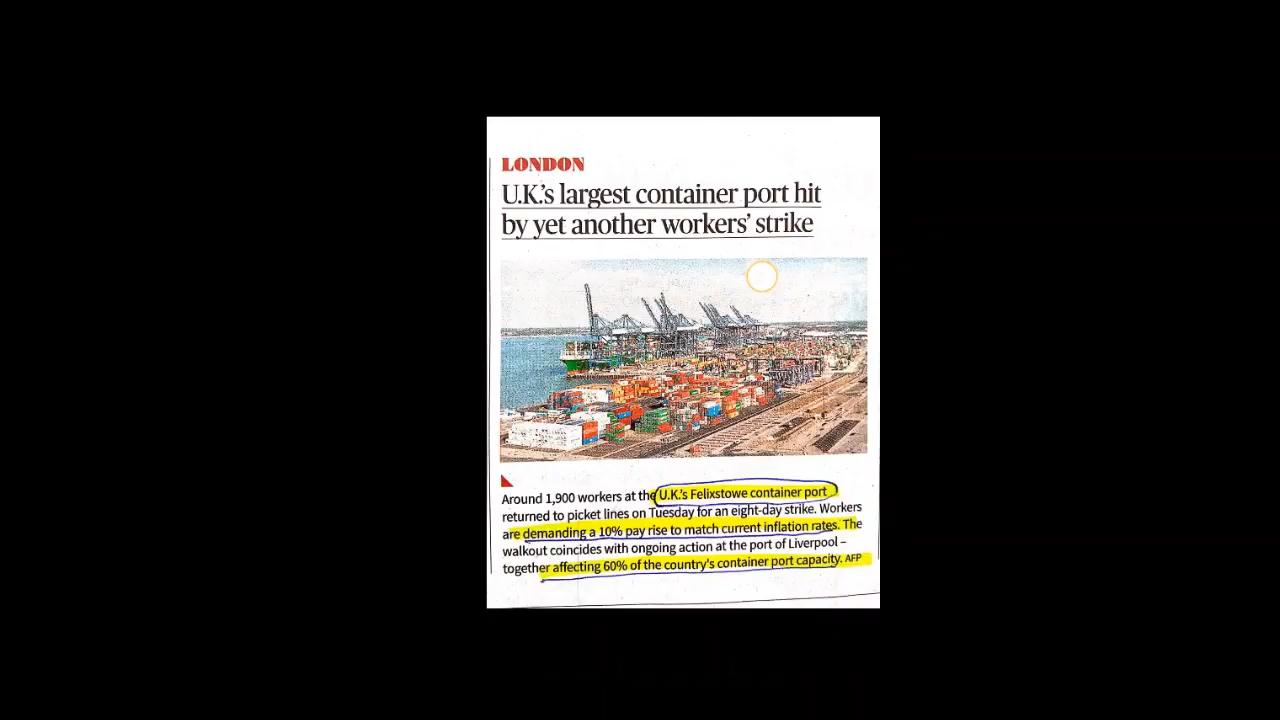 LONDON
U.K.'s largest container port hit
by yet another workers' strike
Around 1,900 workers at the U.K.'s Felixstowe container port
returned to picket lines on Tuesday for an eight-day strike. Workers
are demanding a 10% pay rise to match current inflation rates. The
walkout coincides with ongoing action at the port of Liverpool –
together affecting 60% of the country's container port capacity. AFP